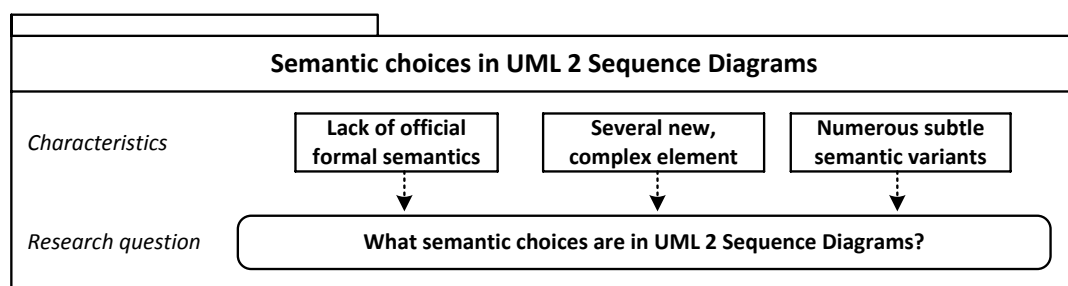 Semantic choices in UML 2 Sequence Diagrams
Characteristics
Lack of official
formal semantics
Several new,
complex element
Numerous subtle
semantic variants
Research question
What semantic choices are in UML 2 Sequence Diagrams?